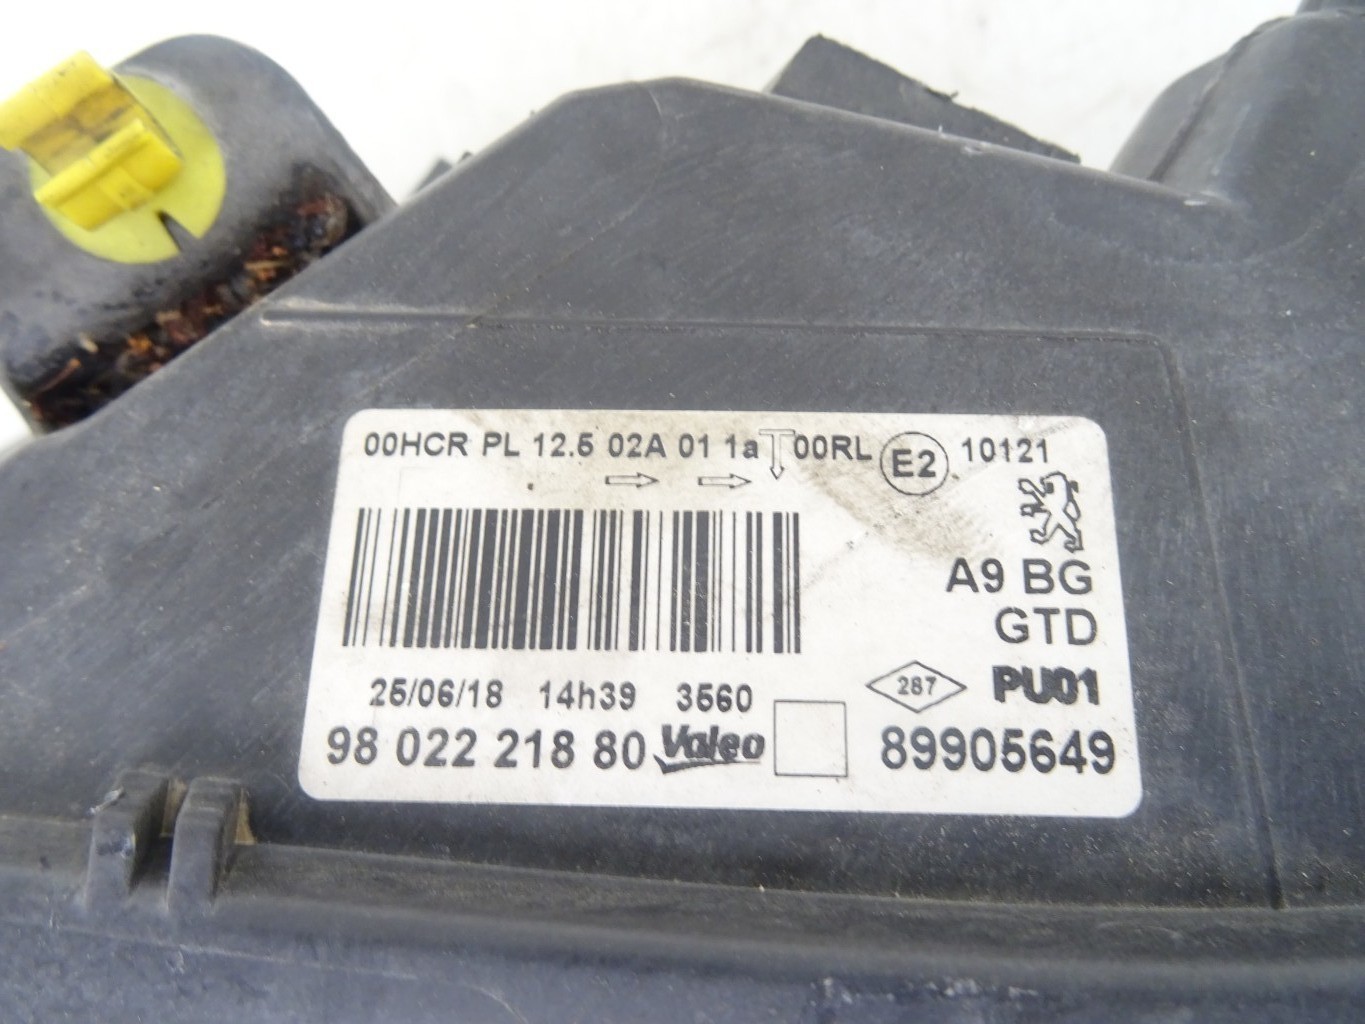 00HCR PL 12.5 02A 01 1a 00RL E2 10121
A9 BG
GTD
25/06/18 14h39 3560 287 PU01
98 022 218 80 Valeo 89905649